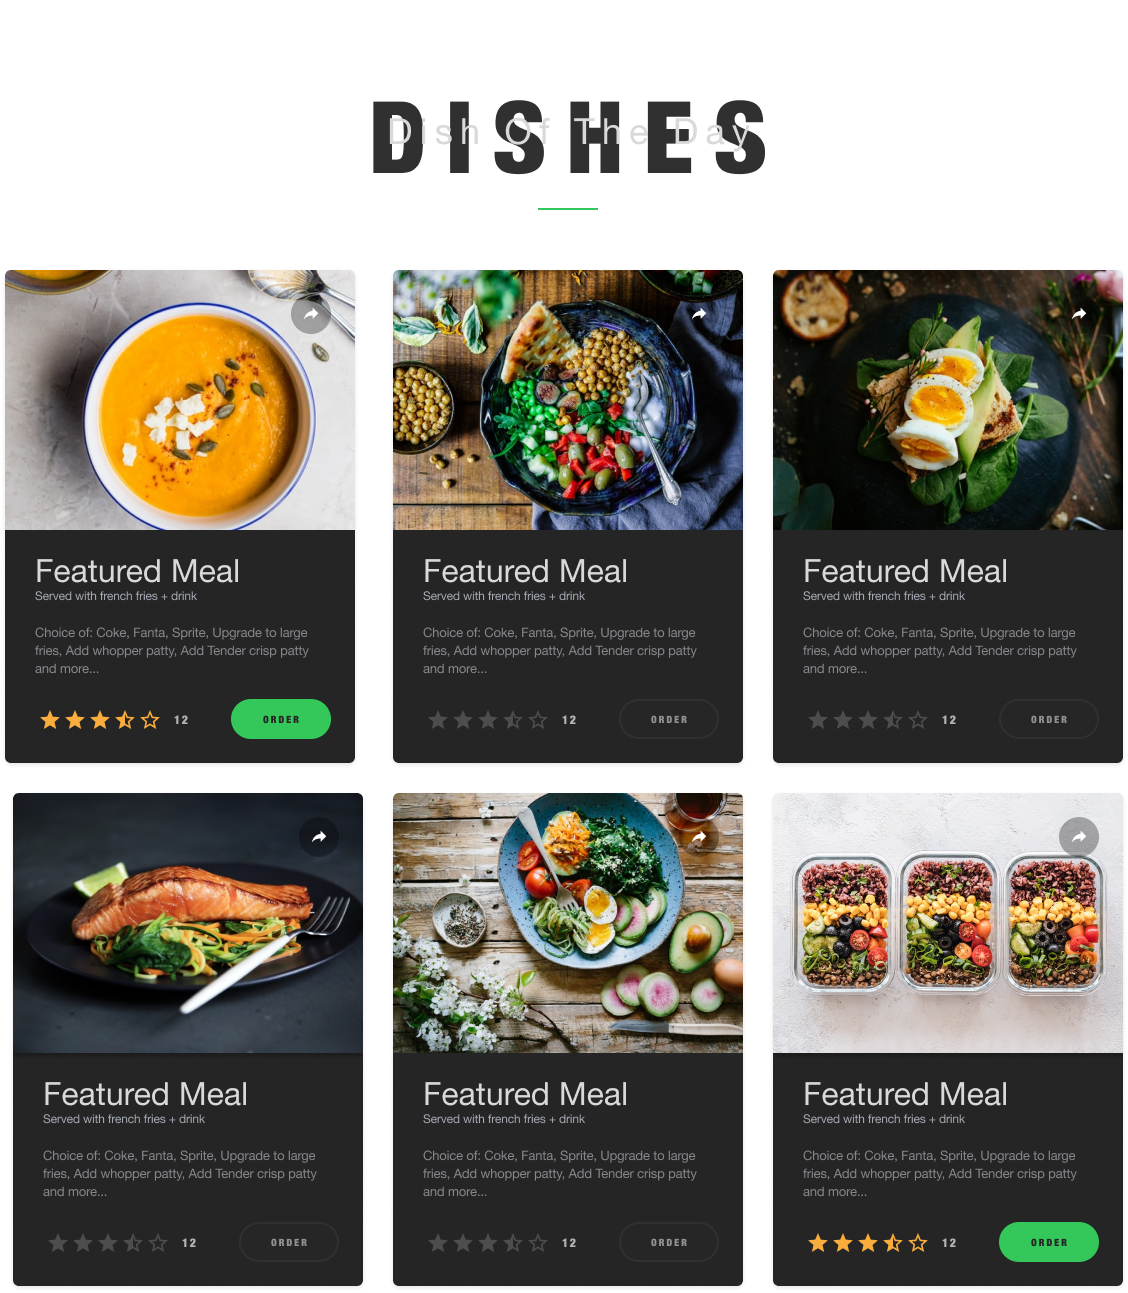 DISHES
Dish Of The Day
Featured Meal
Served with french fries + drink
Choice of: Coke, Fanta, Sprite, Upgrade to large
fries, Add whopper patty, Add Tender crisp patty
and more...
12
ORDER
Featured Meal
Served with french fries + drink
Choice of: Coke, Fanta, Sprite, Upgrade to large
fries, Add whopper patty, Add Tender crisp patty
and more...
12
ORDER
Featured Meal
Served with french fries + drink
Choice of: Coke, Fanta, Sprite, Upgrade to large
fries, Add whopper patty, Add Tender crisp patty
and more...
12
ORDER
Featured Meal
Served with french fries + drink
Choice of: Coke, Fanta, Sprite, Upgrade to large
fries, Add whopper patty, Add Tender crisp patty
and more...
12
ORDER
Featured Meal
Served with french fries + drink
Choice of: Coke, Fanta, Sprite, Upgrade to large
fries, Add whopper patty, Add Tender crisp patty
and more...
12
ORDER
Featured Meal
Served with french fries + drink
Choice of: Coke, Fanta, Sprite, Upgrade to large
fries, Add whopper patty, Add Tender crisp patty
and more...
12
ORDER